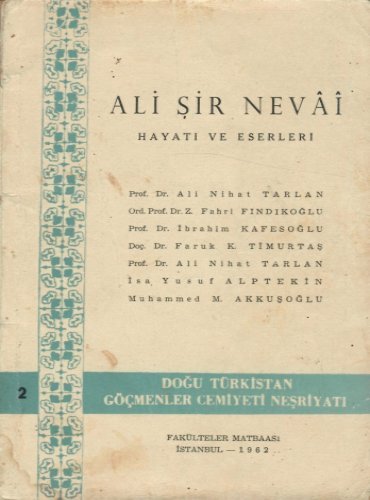 ALİ ŞİR NEVÂÎ
HAYATI VE ESERLERİ
Prof. Dr. Ali Nihat TARLAN
Ord. Prof. Dr. Z. Fahri FINDIKOĞLU
Prof. Dr. İbrahim KAFESOĞLU
Doç. Dr. Faruk K. TİMURTAŞ
Prof. Dr. Ali Nihat TARLAN
İsa Yusuf ALPTEKİN
Muhammed M. AKKUŞOĞLU
2
DOĞU TÜRKİSTAN
GÖÇMENLER CEMİYETİ NEŞRİYATI
FAKÜLTELER MATBAASI
İSTANBUL — 1962